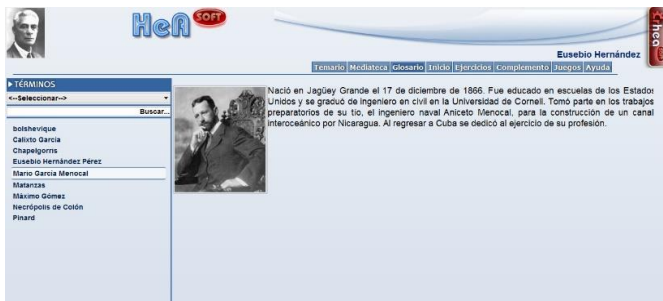 HeA SOFT
hea
Eusebio Hernández
Temario Mediateca Glosario Inicio Ejercicios Complemento Juegos Ayuda
TÉRMINOS
<--Seleccionar-->
Buscar...
bolshevique
Calixto García
Chapelgorris
Eusebio Hernández Pérez
Mario García Menocal
Matanzas
Máximo Gómez
Necrópolis de Colón
Pinard
Nació en Jagüey Grande el 17 de diciembre de 1866. Fue educado en escuelas de los Estados
Unidos y se graduó de ingeniero en civil en la Universidad de Cornell. Tomó parte en los trabajos
preparatorios de su tío, el ingeniero naval Aniceto Menocal, para la construcción de un canal
interoceánico por Nicaragua. Al regresar a Cuba se dedicó al ejercicio de su profesión.